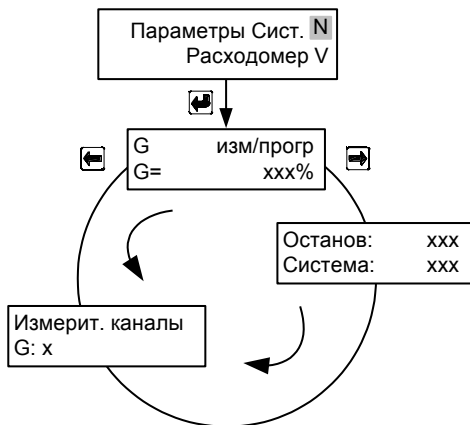 Параметры Сист. N
Расходомер V
G изм/прогр
G= xxx%
Останов: xxx
Система: xxx
Измерит. каналы
G: x